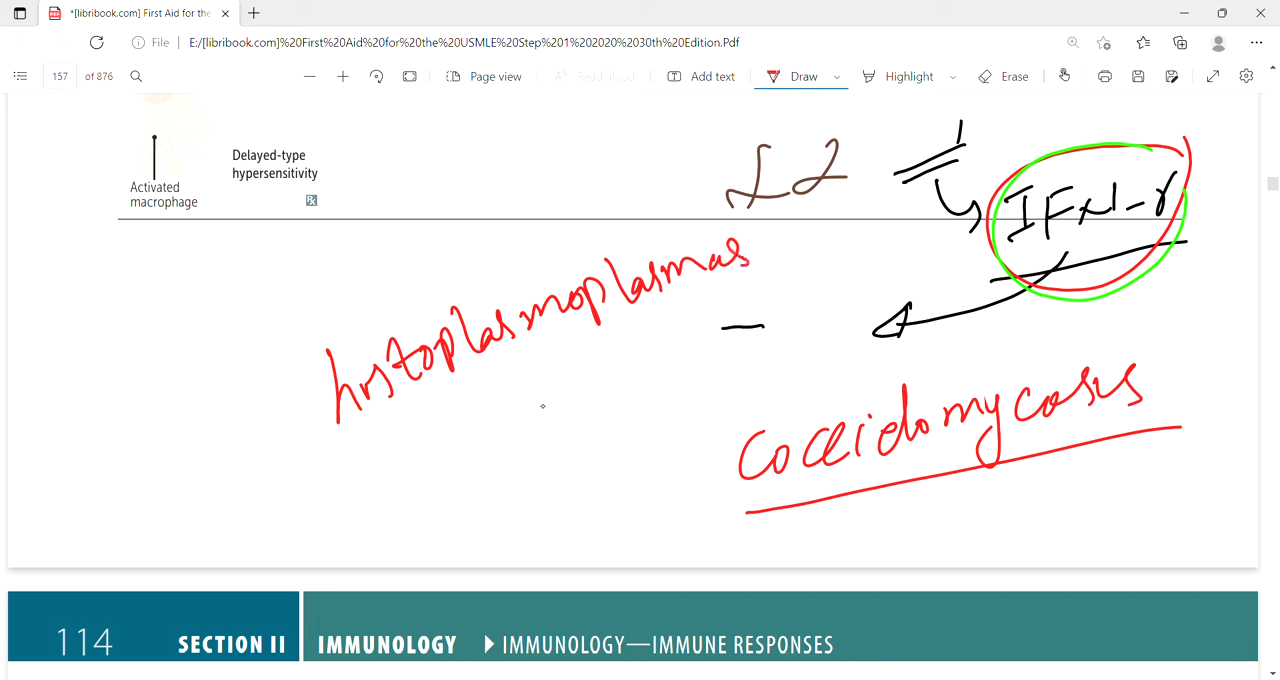 *[libribook.com] First Aid for the
File E:/[libribook.com]%20First%20Aid%20for%20the%20USMLE%20Step%201%202020%2030th%20Edition.Pdf
157 of 876 Page view Read aloud Add text Draw Highlight Erase
Activated
macrophage
Delayed-type
hypersensitivity
Rx
IFN-γ
histoplasmoplasmas
Coccidomycoses
114 SECTION II IMMUNOLOGY IMMUNOLOGY—IMMUNE RESPONSES